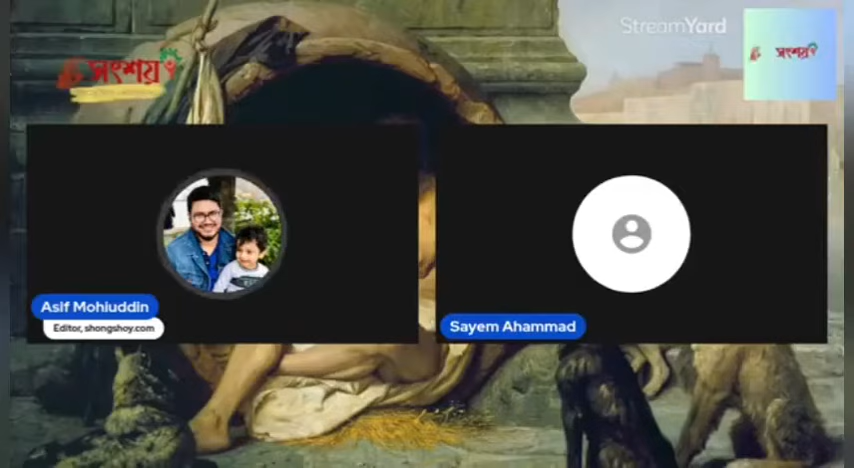 StreamYard
সংশয়
সংশয়
Asif Mohiuddin
Editor, shongshoy.com
Sayem Ahammad